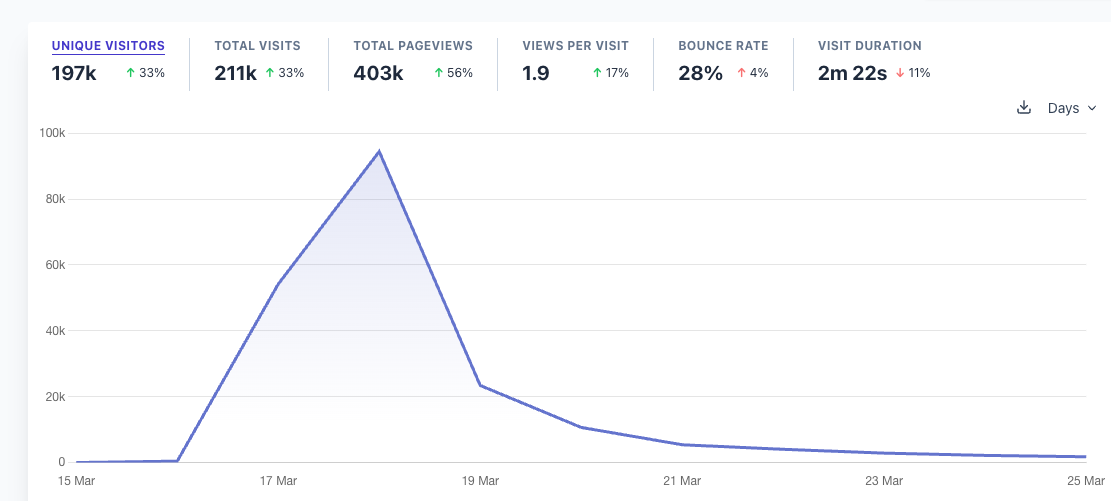 UNIQUE VISITORS TOTAL VISITS TOTAL PAGEVIEWS VIEWS PER VISIT BOUNCE RATE VISIT DURATION
197k ↑ 33% 211k ↑ 33% 403k ↑ 56% 1.9 ↑ 17% 28% ↑ 4% 2m 22s ↓ 11%
Days
100k
80k
60k
40k
20k
0
15 Mar 17 Mar 19 Mar 21 Mar 23 Mar 25 Mar